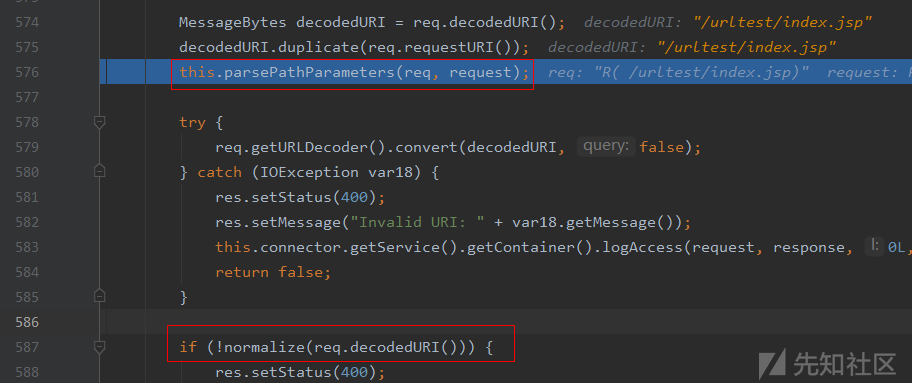 574 MessageBytes decodedURI = req.decodedURI(); decodedURI: "/urltest/index.jsp"
575 decodedURI.duplicate(req.requestURI()); decodedURI: "/urltest/index.jsp"
576 this.parsePathParameters(req, request); req: "R( /urltest/index.jsp)" request:
577
578 try {
579 req.getURLDecoder().convert(decodedURI, query: false);
580 } catch (IOException var18) {
581 res.setStatus(400);
582 res.setMessage("Invalid URI: " + var18.getMessage());
583 this.connector.getService().getContainer().logAccess(request, response, l: 0L,
584 return false;
585 }
586
587 if (!normalize(req.decodedURI())) {
588 res.setStatus(400);
先知社区